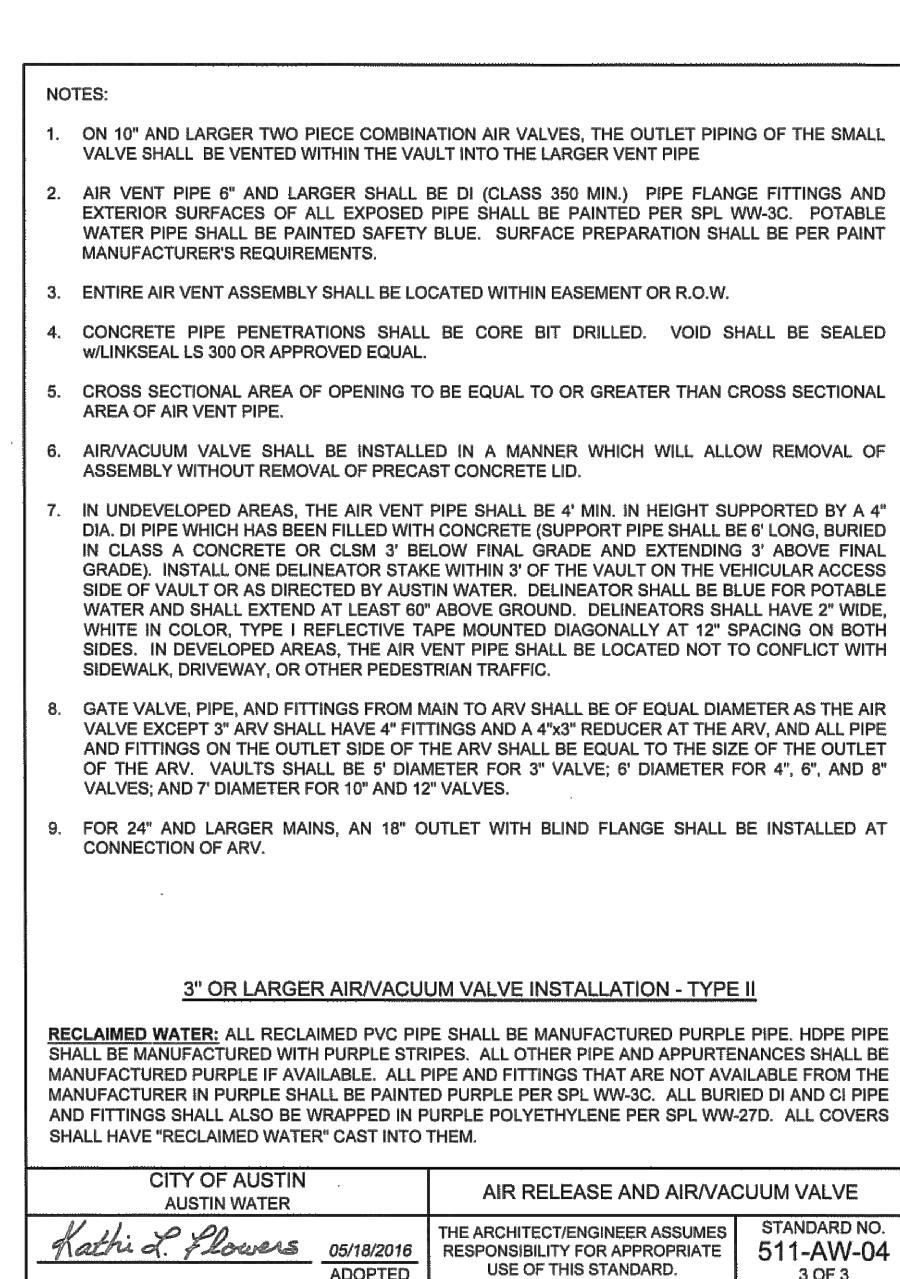 NOTES:
1. ON 10" AND LARGER TWO PIECE COMBINATION AIR VALVES, THE OUTLET PIPING OF THE SMALL
VALVE SHALL BE VENTED WITHIN THE VAULT INTO THE LARGER VENT PIPE
2. AIR VENT PIPE 6" AND LARGER SHALL BE DI (CLASS 350 MIN.) PIPE FLANGE FITTINGS AND
EXTERIOR SURFACES OF ALL EXPOSED PIPE SHALL BE PAINTED PER SPL WW-3C. POTABLE
WATER PIPE SHALL BE PAINTED SAFETY BLUE. SURFACE PREPARATION SHALL BE PER PAINT
MANUFACTURER'S REQUIREMENTS.
3. ENTIRE AIR VENT ASSEMBLY SHALL BE LOCATED WITHIN EASEMENT OR R.O.W.
4. CONCRETE PIPE PENETRATIONS SHALL BE CORE BIT DRILLED. VOID SHALL BE SEALED
w/LINKSEAL LS 300 OR APPROVED EQUAL.
5. CROSS SECTIONAL AREA OF OPENING TO BE EQUAL TO OR GREATER THAN CROSS SECTIONAL
AREA OF AIR VENT PIPE.
6. AIR/VACUUM VALVE SHALL BE INSTALLED IN A MANNER WHICH WILL ALLOW REMOVAL OF
ASSEMBLY WITHOUT REMOVAL OF PRECAST CONCRETE LID.
7. IN UNDEVELOPED AREAS, THE AIR VENT PIPE SHALL BE 4' MIN. IN HEIGHT SUPPORTED BY A 4"
DIA. DI PIPE WHICH HAS BEEN FILLED WITH CONCRETE (SUPPORT PIPE SHALL BE 6' LONG, BURIED
IN CLASS A CONCRETE OR CLSM 3' BELOW FINAL GRADE AND EXTENDING 3' ABOVE FINAL
GRADE). INSTALL ONE DELINEATOR STAKE WITHIN 3' OF THE VAULT ON THE VEHICULAR ACCESS
SIDE OF VAULT OR AS DIRECTED BY AUSTIN WATER. DELINEATOR SHALL BE BLUE FOR POTABLE
WATER AND SHALL EXTEND AT LEAST 60" ABOVE GROUND. DELINEATORS SHALL HAVE 2" WIDE,
WHITE IN COLOR, TYPE I REFLECTIVE TAPE MOUNTED DIAGONALLY AT 12" SPACING ON BOTH
SIDES. IN DEVELOPED AREAS, THE AIR VENT PIPE SHALL BE LOCATED NOT TO CONFLICT WITH
SIDEWALK, DRIVEWAY, OR OTHER PEDESTRIAN TRAFFIC.
8. GATE VALVE, PIPE, AND FITTINGS FROM MAIN TO ARV SHALL BE OF EQUAL DIAMETER AS THE AIR
VALVE EXCEPT 3" ARV SHALL HAVE 4" FITTINGS AND A 4"x3" REDUCER AT THE ARV, AND ALL PIPE
AND FITTINGS ON THE OUTLET SIDE OF THE ARV SHALL BE EQUAL TO THE SIZE OF THE OUTLET
OF THE ARV. VAULTS SHALL BE 5' DIAMETER FOR 3" VALVE; 6' DIAMETER FOR 4", 6", AND 8"
VALVES; AND 7' DIAMETER FOR 10" AND 12" VALVES.
9. FOR 24" AND LARGER MAINS, AN 18" OUTLET WITH BLIND FLANGE SHALL BE INSTALLED AT
CONNECTION OF ARV.
3" OR LARGER AIR/VACUUM VALVE INSTALLATION - TYPE II
RECLAIMED WATER: ALL RECLAIMED PVC PIPE SHALL BE MANUFACTURED PURPLE PIPE. HDPE PIPE
SHALL BE MANUFACTURED WITH PURPLE STRIPES. ALL OTHER PIPE AND APPURTENANCES SHALL BE
MANUFACTURED PURPLE IF AVAILABLE. ALL PIPE AND FITTINGS THAT ARE NOT AVAILABLE FROM THE
MANUFACTURER IN PURPLE SHALL BE PAINTED PURPLE PER SPL WW-3C. ALL BURIED DI AND CI PIPE
AND FITTINGS SHALL ALSO BE WRAPPED IN PURPLE POLYETHYLENE PER SPL WW-27D. ALL COVERS
SHALL HAVE "RECLAIMED WATER" CAST INTO THEM.
CITY OF AUSTIN
AUSTIN WATER
AIR RELEASE AND AIR/VACUUM VALVE
Kathi L. Flowers 05/18/2016
ADOPTED
THE ARCHITECT/ENGINEER ASSUMES
RESPONSIBILITY FOR APPROPRIATE
USE OF THIS STANDARD.
STANDARD NO.
511-AW-04
3 OF 3